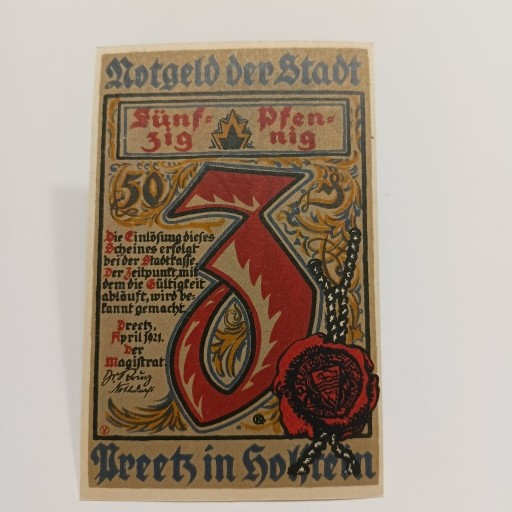 Notgeld der Stadt
Fünf= Pfen=
zig nig
50
Die Einlösung dieses
Scheines erfolgt
bei der Stadtkasse.
Der Zeitpunkt, mit
dem die Gültigkeit
abläuft, wird be=
kannt gemacht.
Preetz,
April 1921.
Der
Magistrat.
Preetz in Holstein